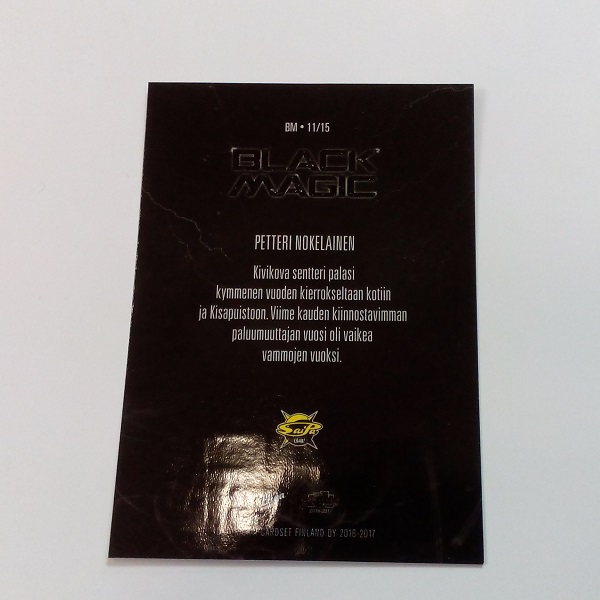 BM • 11/15
BLACK
MAGIC
PETTERI NOKELAINEN
Kivikova sentteri palasi
kymmenen vuoden kierrokseltaan kotiin
ja Kisapuistoon. Viime kauden kiinnostavimman
paluumuuttajan vuosi oli vaikea
vammojen vuoksi.
SaiPa
CARDSET FINLAND OY 2016-2017